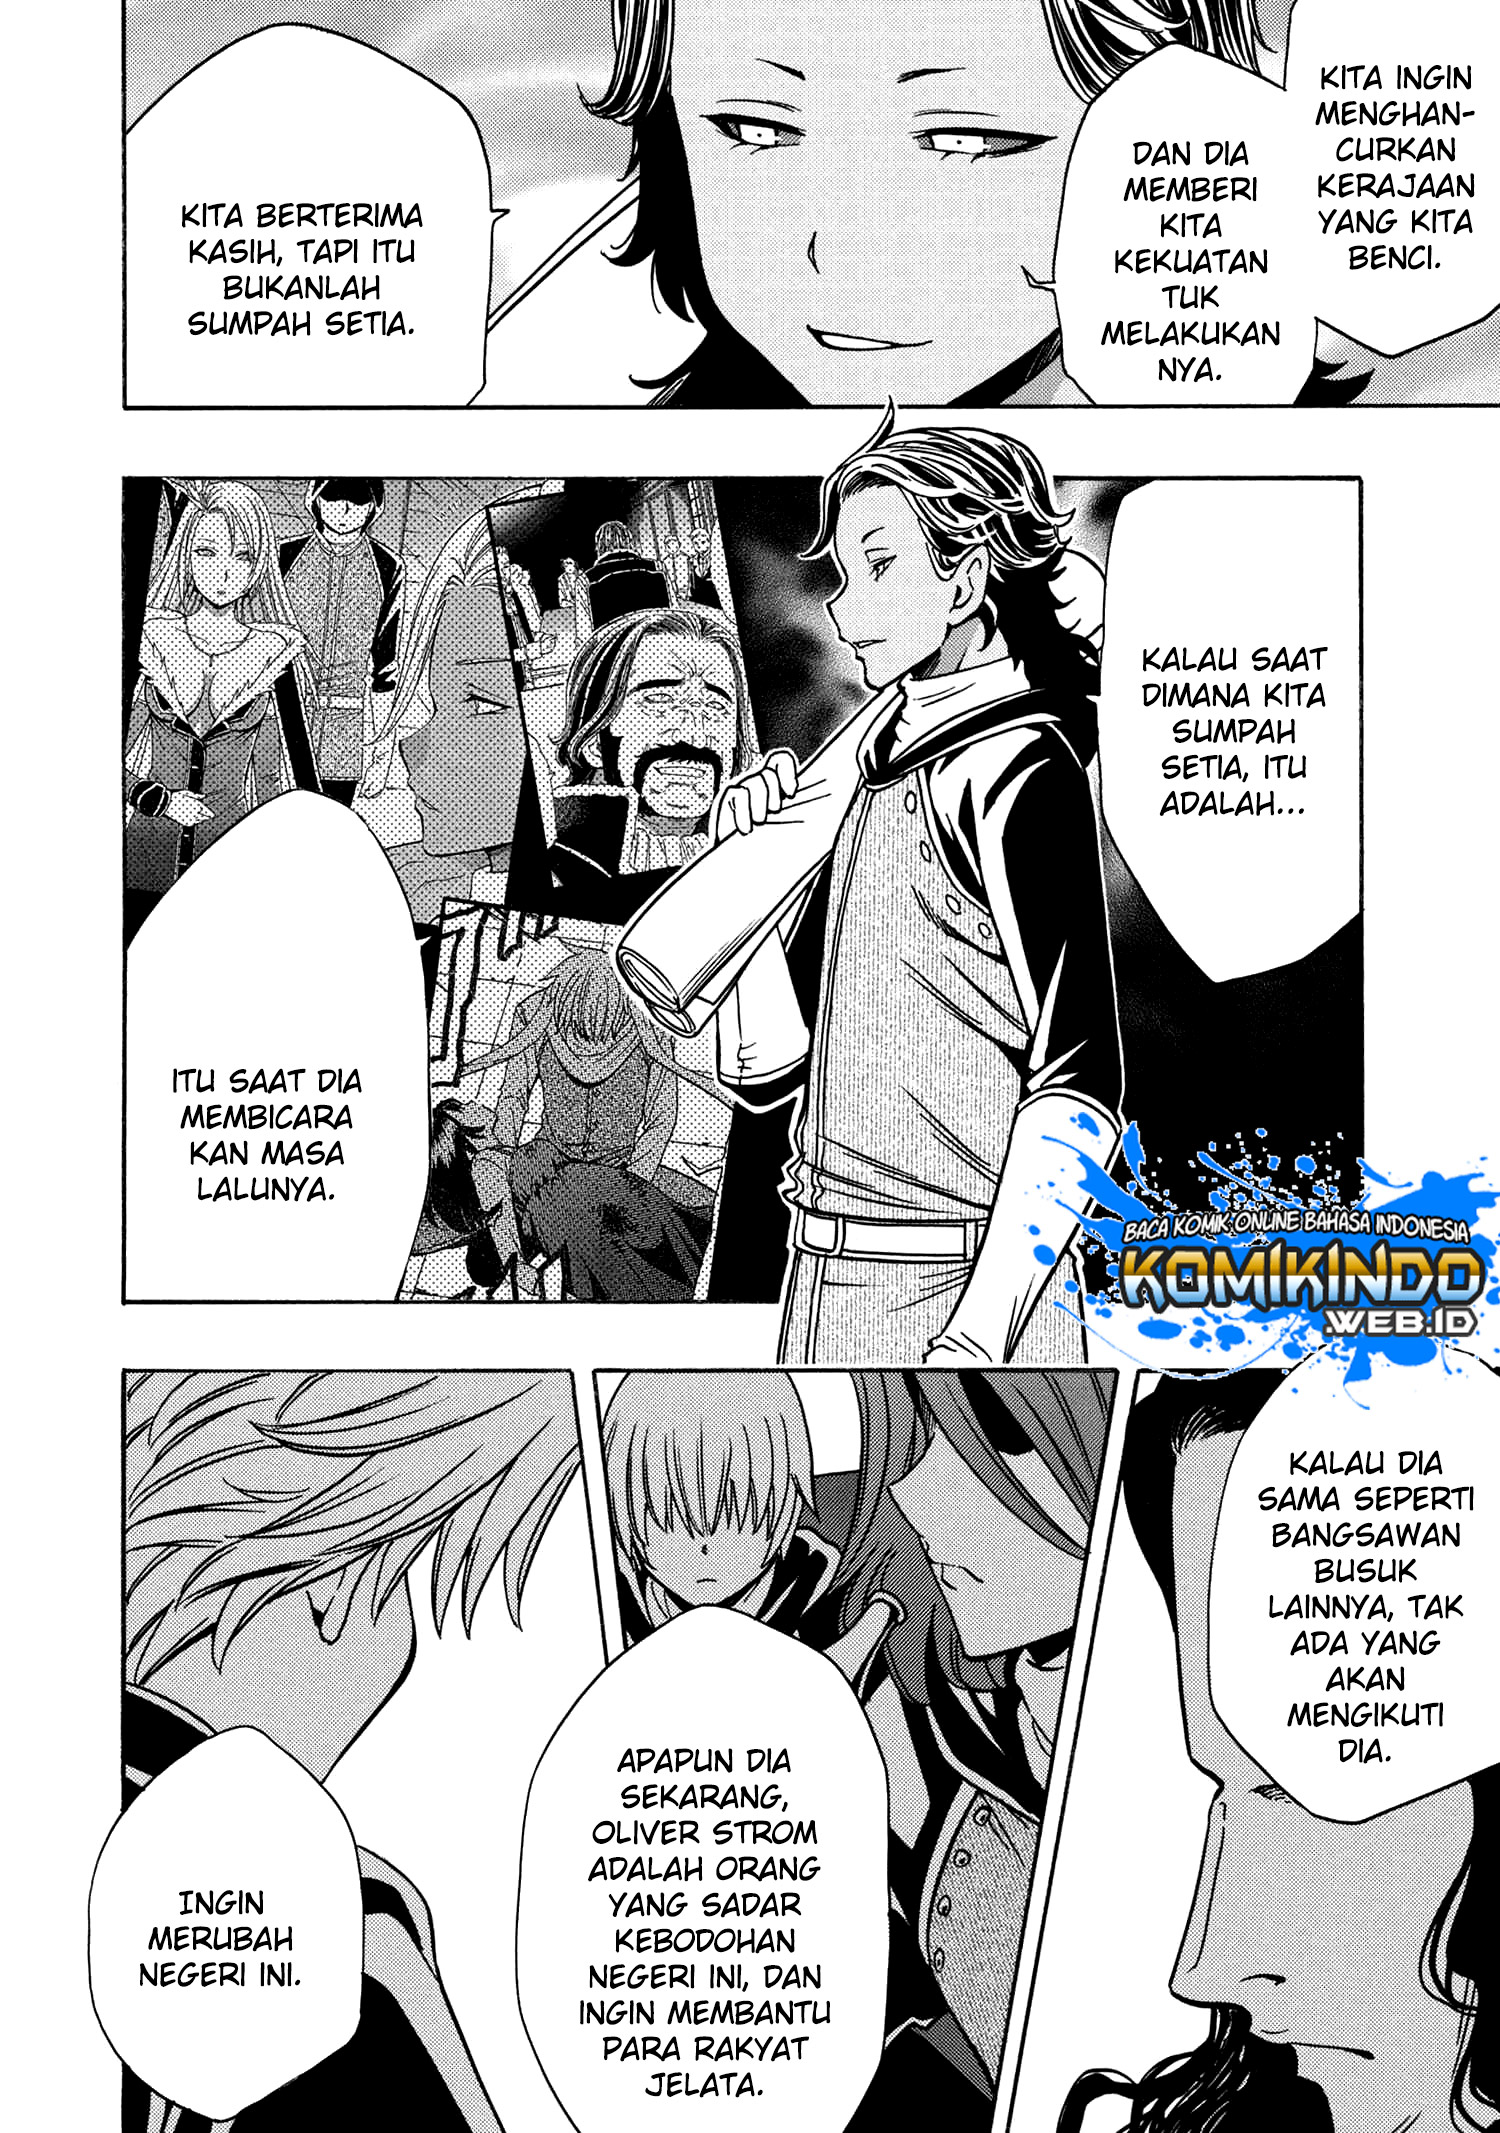 KITA INGIN
MENGHAN-
CURKAN
KERAJAAN
YANG KITA
BENCI.
DAN DIA
MEMBERI
KITA
KEKUATAN
TUK
MELAKUKAN
NYA.
KITA BERTERIMA
KASIH, TAPI ITU
BUKANLAH
SUMPAH SETIA.
KALAU SAAT
DIMANA KITA
SUMPAH
SETIA, ITU
ADALAH...
ITU SAAT DIA
MEMBICARA
KAN MASA
LALUNYA.
BACA KOMIK ONLINE BAHASA INDONESIA
KOMIKINDO
.WEB.ID
KALAU DIA
SAMA SEPERTI
BANGSAWAN
BUSUK
LAINNYA, TAK
ADA YANG
AKAN
MENGIKUTI
DIA.
APAPUN DIA
SEKARANG,
OLIVER STROM
ADALAH ORANG
YANG SADAR
KEBODOHAN
NEGERI INI, DAN
INGIN MEMBANTU
PARA RAKYAT
JELATA.
INGIN
MERUBAH
NEGERI INI.